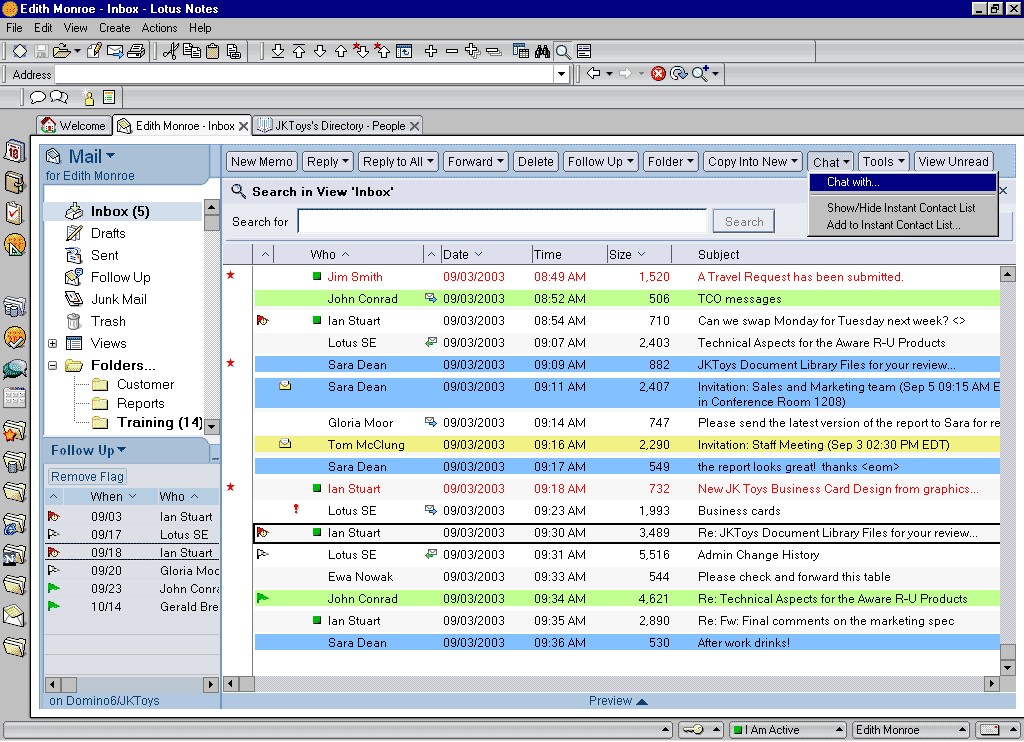 Edith Monroe - Inbox - Lotus Notes
File Edit View Create Actions Help
Address
Welcome
Edith Monroe - Inbox
JKToys's Directory - People
Mail
for Edith Monroe
Inbox (5)
Drafts
Sent
Follow Up
Junk Mail
Trash
Views
Folders...
Customer
Reports
Training (14)
Follow Up
Remove Flag
When Who
09/03 Ian Stuart
09/17 Lotus SE
09/18 Ian Stuart
09/20 Gloria Moo
09/23 John Conra
10/14 Gerald Bre
on Domino6/JKToys
New Memo Reply Reply to All Forward Delete Follow Up Folder Copy Into New Chat Tools View Unread
Chat with...
Show/Hide Instant Contact List
Add to Instant Contact List...
Search in View 'Inbox'
Search for Search
Who Date Time Size Subject
Jim Smith 09/03/2003 08:49 AM 1,520 A Travel Request has been submitted.
John Conrad 09/03/2003 08:52 AM 506 TCO messages
Ian Stuart 09/03/2003 08:54 AM 710 Can we swap Monday for Tuesday next week? <>
Lotus SE 09/03/2003 09:07 AM 2,403 Technical Aspects for the Aware R-U Products
Sara Dean 09/03/2003 09:09 AM 882 JKToys Document Library Files for your review...
Sara Dean 09/03/2003 09:11 AM 2,407 Invitation: Sales and Marketing team (Sep 5 09:15 AM E
in Conference Room 1208)
Gloria Moor 09/03/2003 09:14 AM 747 Please send the latest version of the report to Sara for re
Tom McClung 09/03/2003 09:16 AM 2,290 Invitation: Staff Meeting (Sep 3 02:30 PM EDT)
Sara Dean 09/03/2003 09:17 AM 549 the report looks great! thanks <eom>
Ian Stuart 09/03/2003 09:18 AM 732 New JK Toys Business Card Design from graphics...
Lotus SE 09/03/2003 09:23 AM 1,993 Business cards
Ian Stuart 09/03/2003 09:30 AM 3,489 Re: JKToys Document Library Files for your review...
Lotus SE 09/03/2003 09:31 AM 5,516 Admin Change History
Ewa Nowak 09/03/2003 09:33 AM 544 Please check and forward this table
John Conrad 09/03/2003 09:34 AM 4,621 Re: Technical Aspects for the Aware R-U Products
Ian Stuart 09/03/2003 09:35 AM 2,890 Re: Fw: Final comments on the marketing spec
Sara Dean 09/03/2003 09:36 AM 530 After work drinks!
Preview
I Am Active Edith Monroe